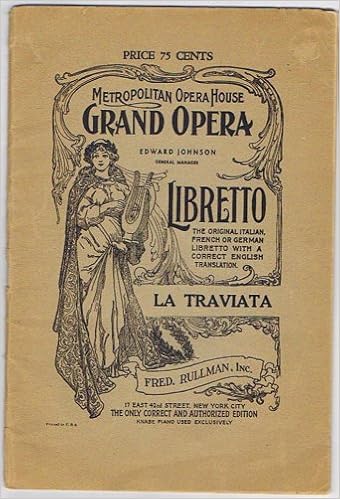 PRICE 75 CENTS
METROPOLITAN OPERA HOUSE
GRAND OPERA
EDWARD JOHNSON
GENERAL MANAGER
LIBRETTO
THE ORIGINAL ITALIAN,
FRENCH OR GERMAN
LIBRETTO WITH A
CORRECT ENGLISH
TRANSLATION.
LA TRAVIATA
FRED. RULLMAN, INC.
17 EAST 42ND STREET, NEW YORK CITY
THE ONLY CORRECT AND AUTHORIZED EDITION
KNABE PIANO USED EXCLUSIVELY
Printed in U.S.A.